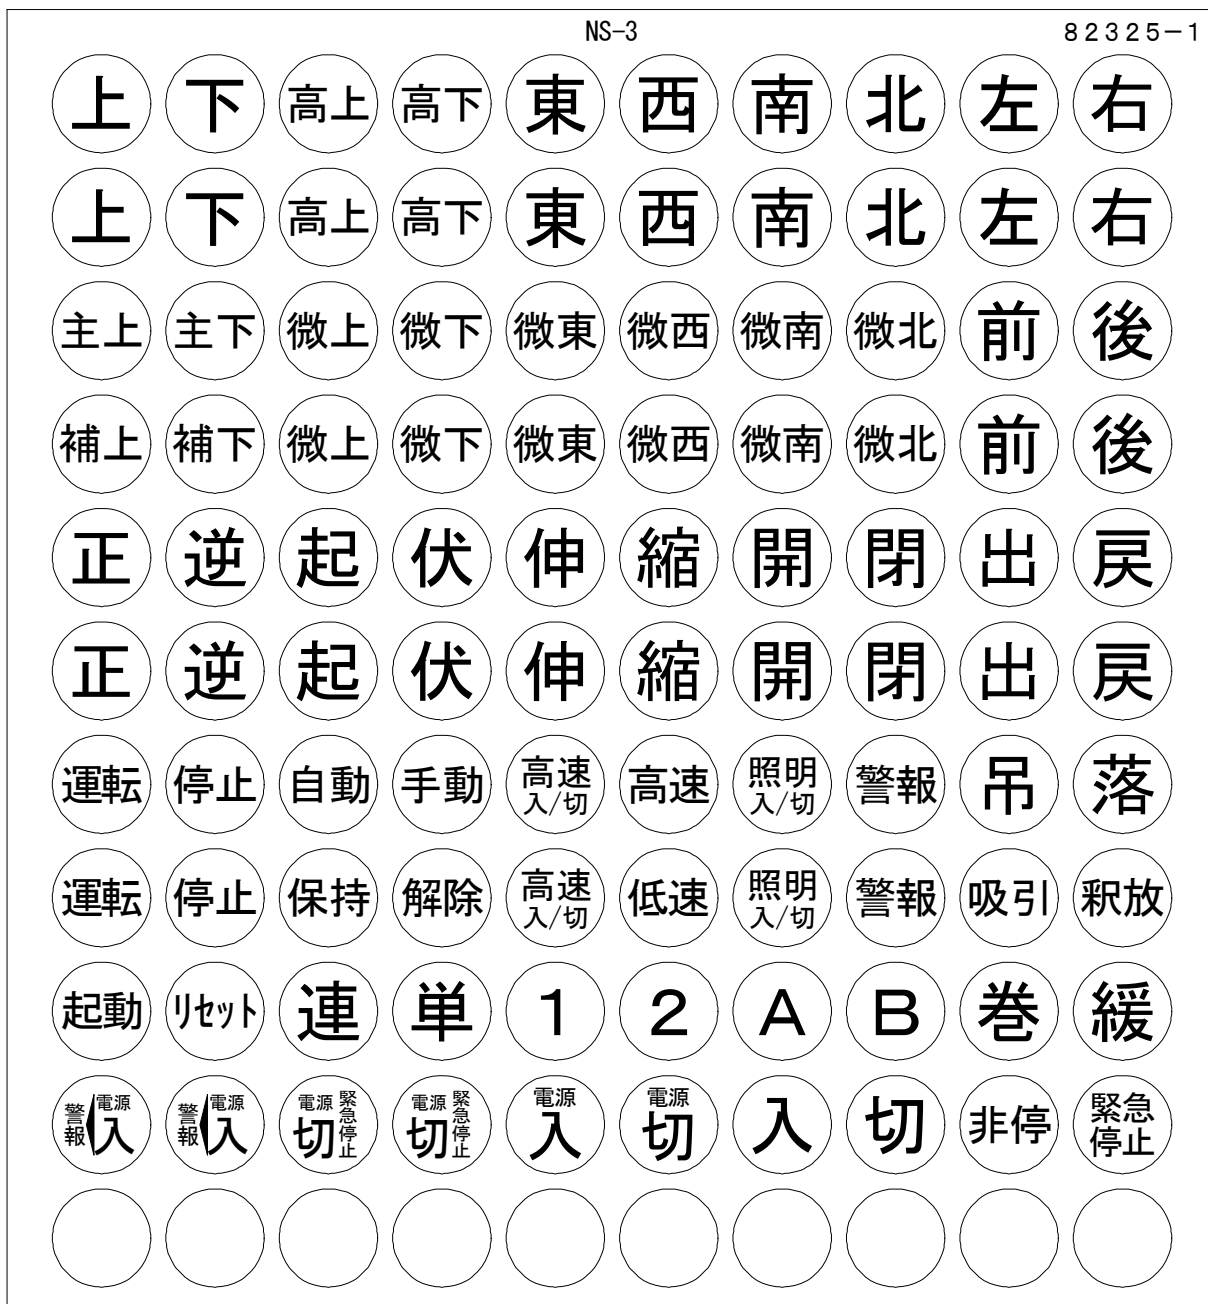 NS-3 82325-1
上 下 高上 高下 東 西 南 北 左 右
上 下 高上 高下 東 西 南 北 左 右
主上 主下 微上 微下 微東 微西 微南 微北 前 後
補上 補下 微上 微下 微東 微西 微南 微北 前 後
正 逆 起 伏 伸 縮 開 閉 出 戻
正 逆 起 伏 伸 縮 開 閉 出 戻
運転 停止 自動 手動 高速入/切 高速 照明入/切 警報 吊 落
運転 停止 保持 解除 高速入/切 低速 照明入/切 警報 吸引 釈放
起動 リセット 連 単 1 2 A B 巻 緩
警報 電源入 警報 電源入 電源切 緊急停止 電源切 緊急停止 電源入 電源切 入 切 非停 緊急停止